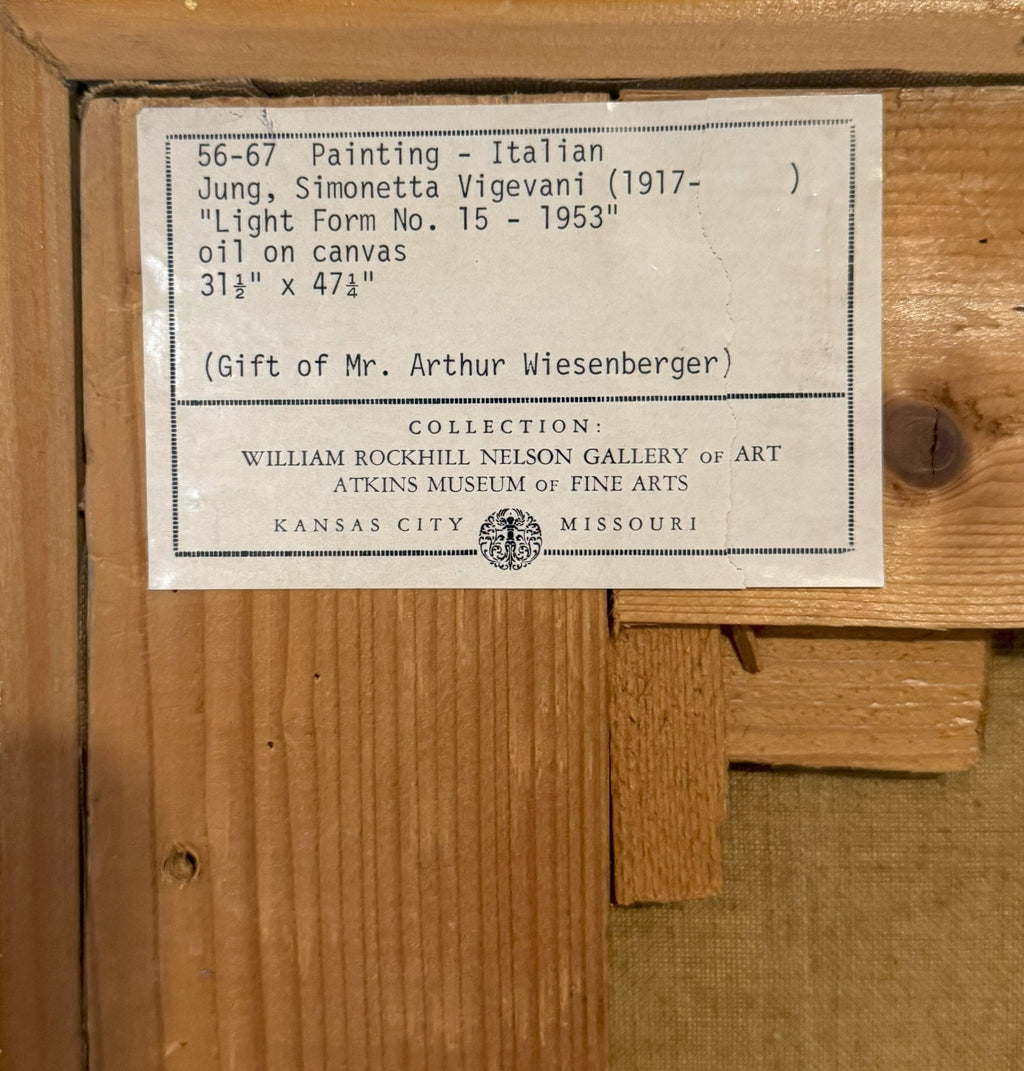 56-67 Painting - Italian
Jung, Simonetta Vigevani (1917- )
"Light Form No. 15 - 1953"
oil on canvas
31½" x 47¼"
(Gift of Mr. Arthur Wiesenberger)
COLLECTION:
WILLIAM ROCKHILL NELSON GALLERY OF ART
ATKINS MUSEUM OF FINE ARTS
KANSAS CITY MISSOURI